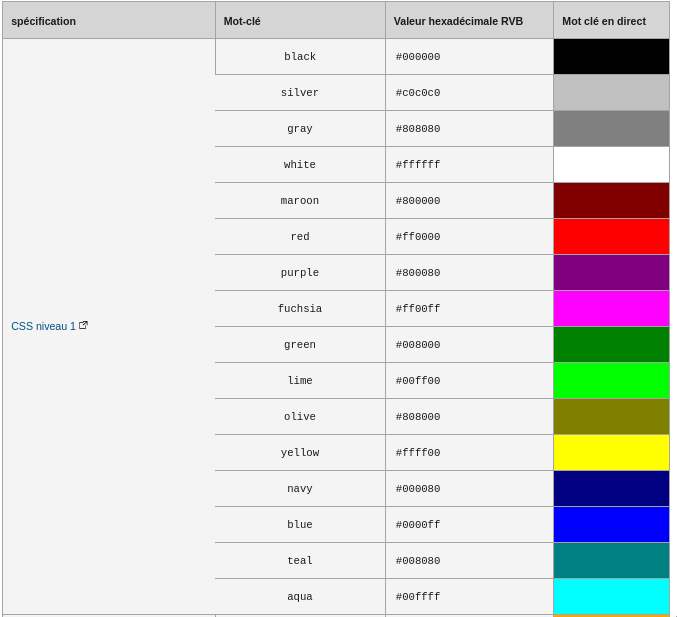 spécification Mot-clé Valeur hexadécimale RVB Mot clé en direct
black #000000
silver #c0c0c0
gray #808080
white #ffffff
maroon #800000
red #ff0000
purple #800080
fuchsia #ff00ff
CSS niveau 1
green #008000
lime #00ff00
olive #808000
yellow #ffff00
navy #000080
blue #0000ff
teal #008080
aqua #00ffff